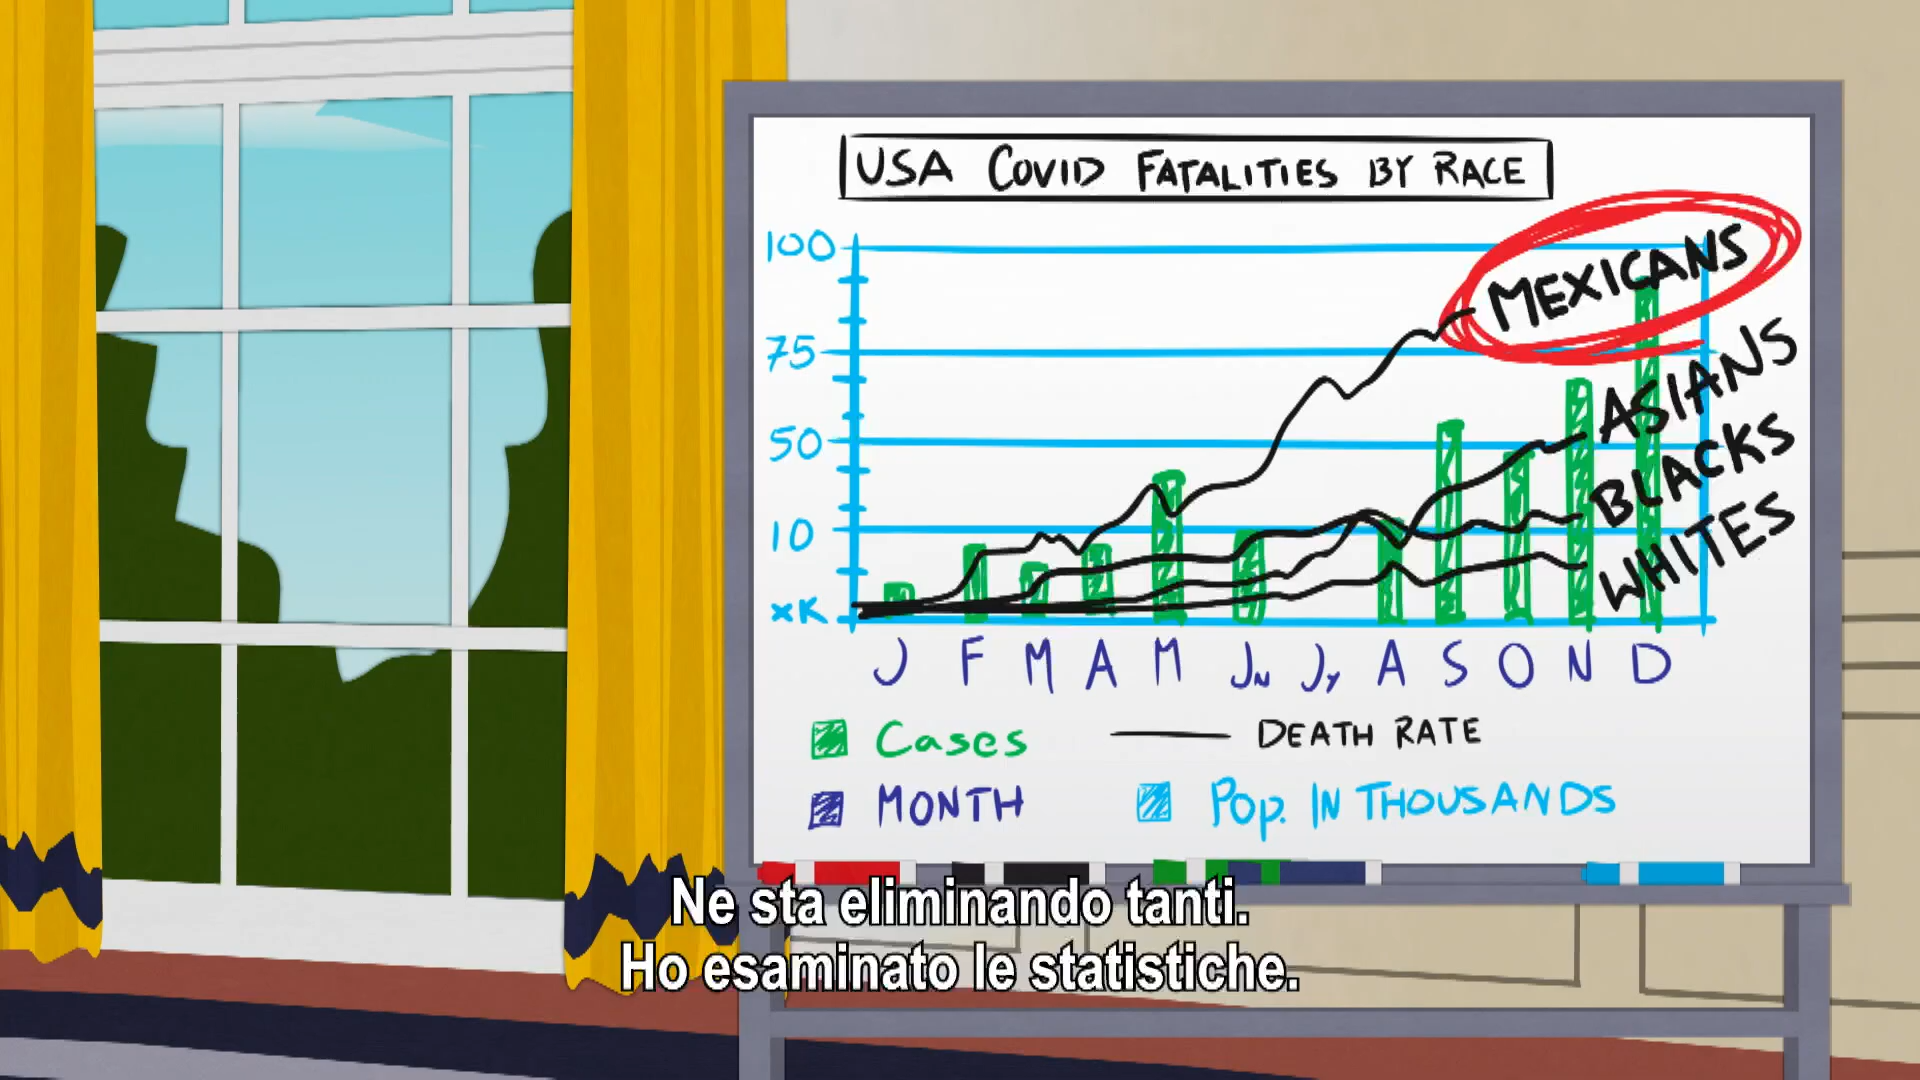 USA COVID FATALITIES BY RACE
100
MEXICANS
75
ASIANS
50
BLACKS
10
WHITES
xK
J F M A M JN JY A S O N D
Cases
DEATH RATE
MONTH
POP. IN THOUSANDS
Ne sta eliminando tanti.
Ho esaminato le statistiche.